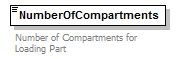 NumberOfCompartments
Number of Compartments for
Loading Part